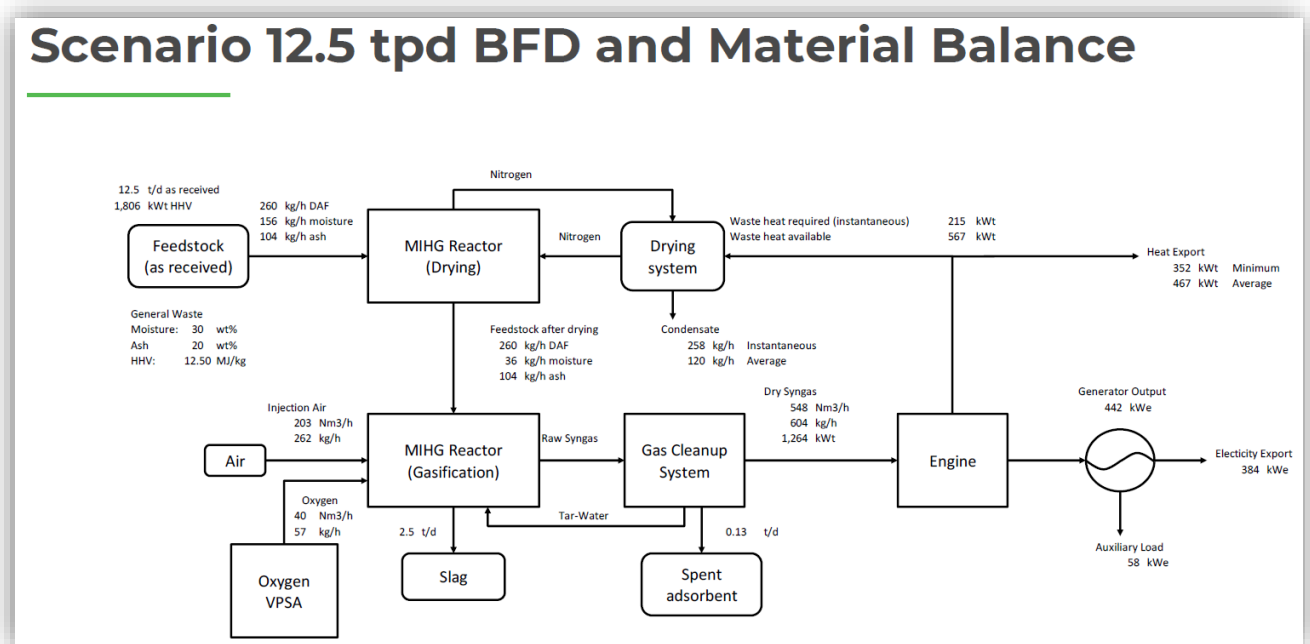 Scenario 12.5 tpd BFD and Material Balance
Nitrogen
12.5 t/d as received
1,806 kWt HHV
260 kg/h DAF
156 kg/h moisture
104 kg/h ash
Feedstock
(as received)
MIHG Reactor
(Drying)
Nitrogen
Drying
system
Waste heat required (instantaneous) 215 kWt
Waste heat available 567 kWt
Heat Export
352 kWt Minimum
467 kWt Average
General Waste
Moisture: 30 wt%
Ash 20 wt%
HHV: 12.50 MJ/kg
Feedstock after drying
260 kg/h DAF
36 kg/h moisture
104 kg/h ash
Condensate
258 kg/h Instantaneous
120 kg/h Average
Injection Air
203 Nm3/h
262 kg/h
Air
MIHG Reactor
(Gasification)
Raw Syngas
Gas Cleanup
System
Dry Syngas
548 Nm3/h
604 kg/h
1,264 kWt
Engine
Generator Output
442 kWe
Electicity Export
384 kWe
Oxygen
40 Nm3/h
57 kg/h
Tar-Water
2.5 t/d
0.13 t/d
Auxiliary Load
58 kWe
Oxygen
VPSA
Slag
Spent
adsorbent